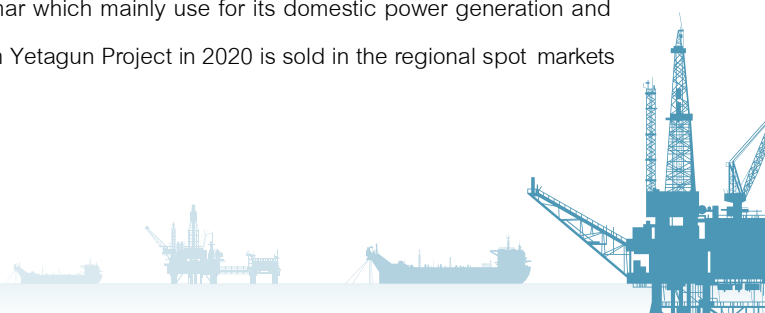 mar which mainly use for its domestic power generation and
Yetagun Project in 2020 is sold in the regional spot markets